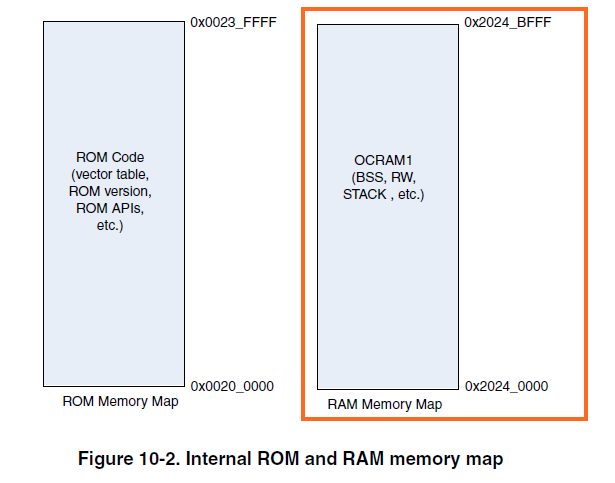 0x0023_FFFF
ROM Code
(vector table,
ROM version,
ROM APIs,
etc.)
0x0020_0000
ROM Memory Map
0x2024_BFFF
OCRAM1
(BSS, RW,
STACK , etc.)
0x2024_0000
RAM Memory Map
Figure 10-2. Internal ROM and RAM memory map